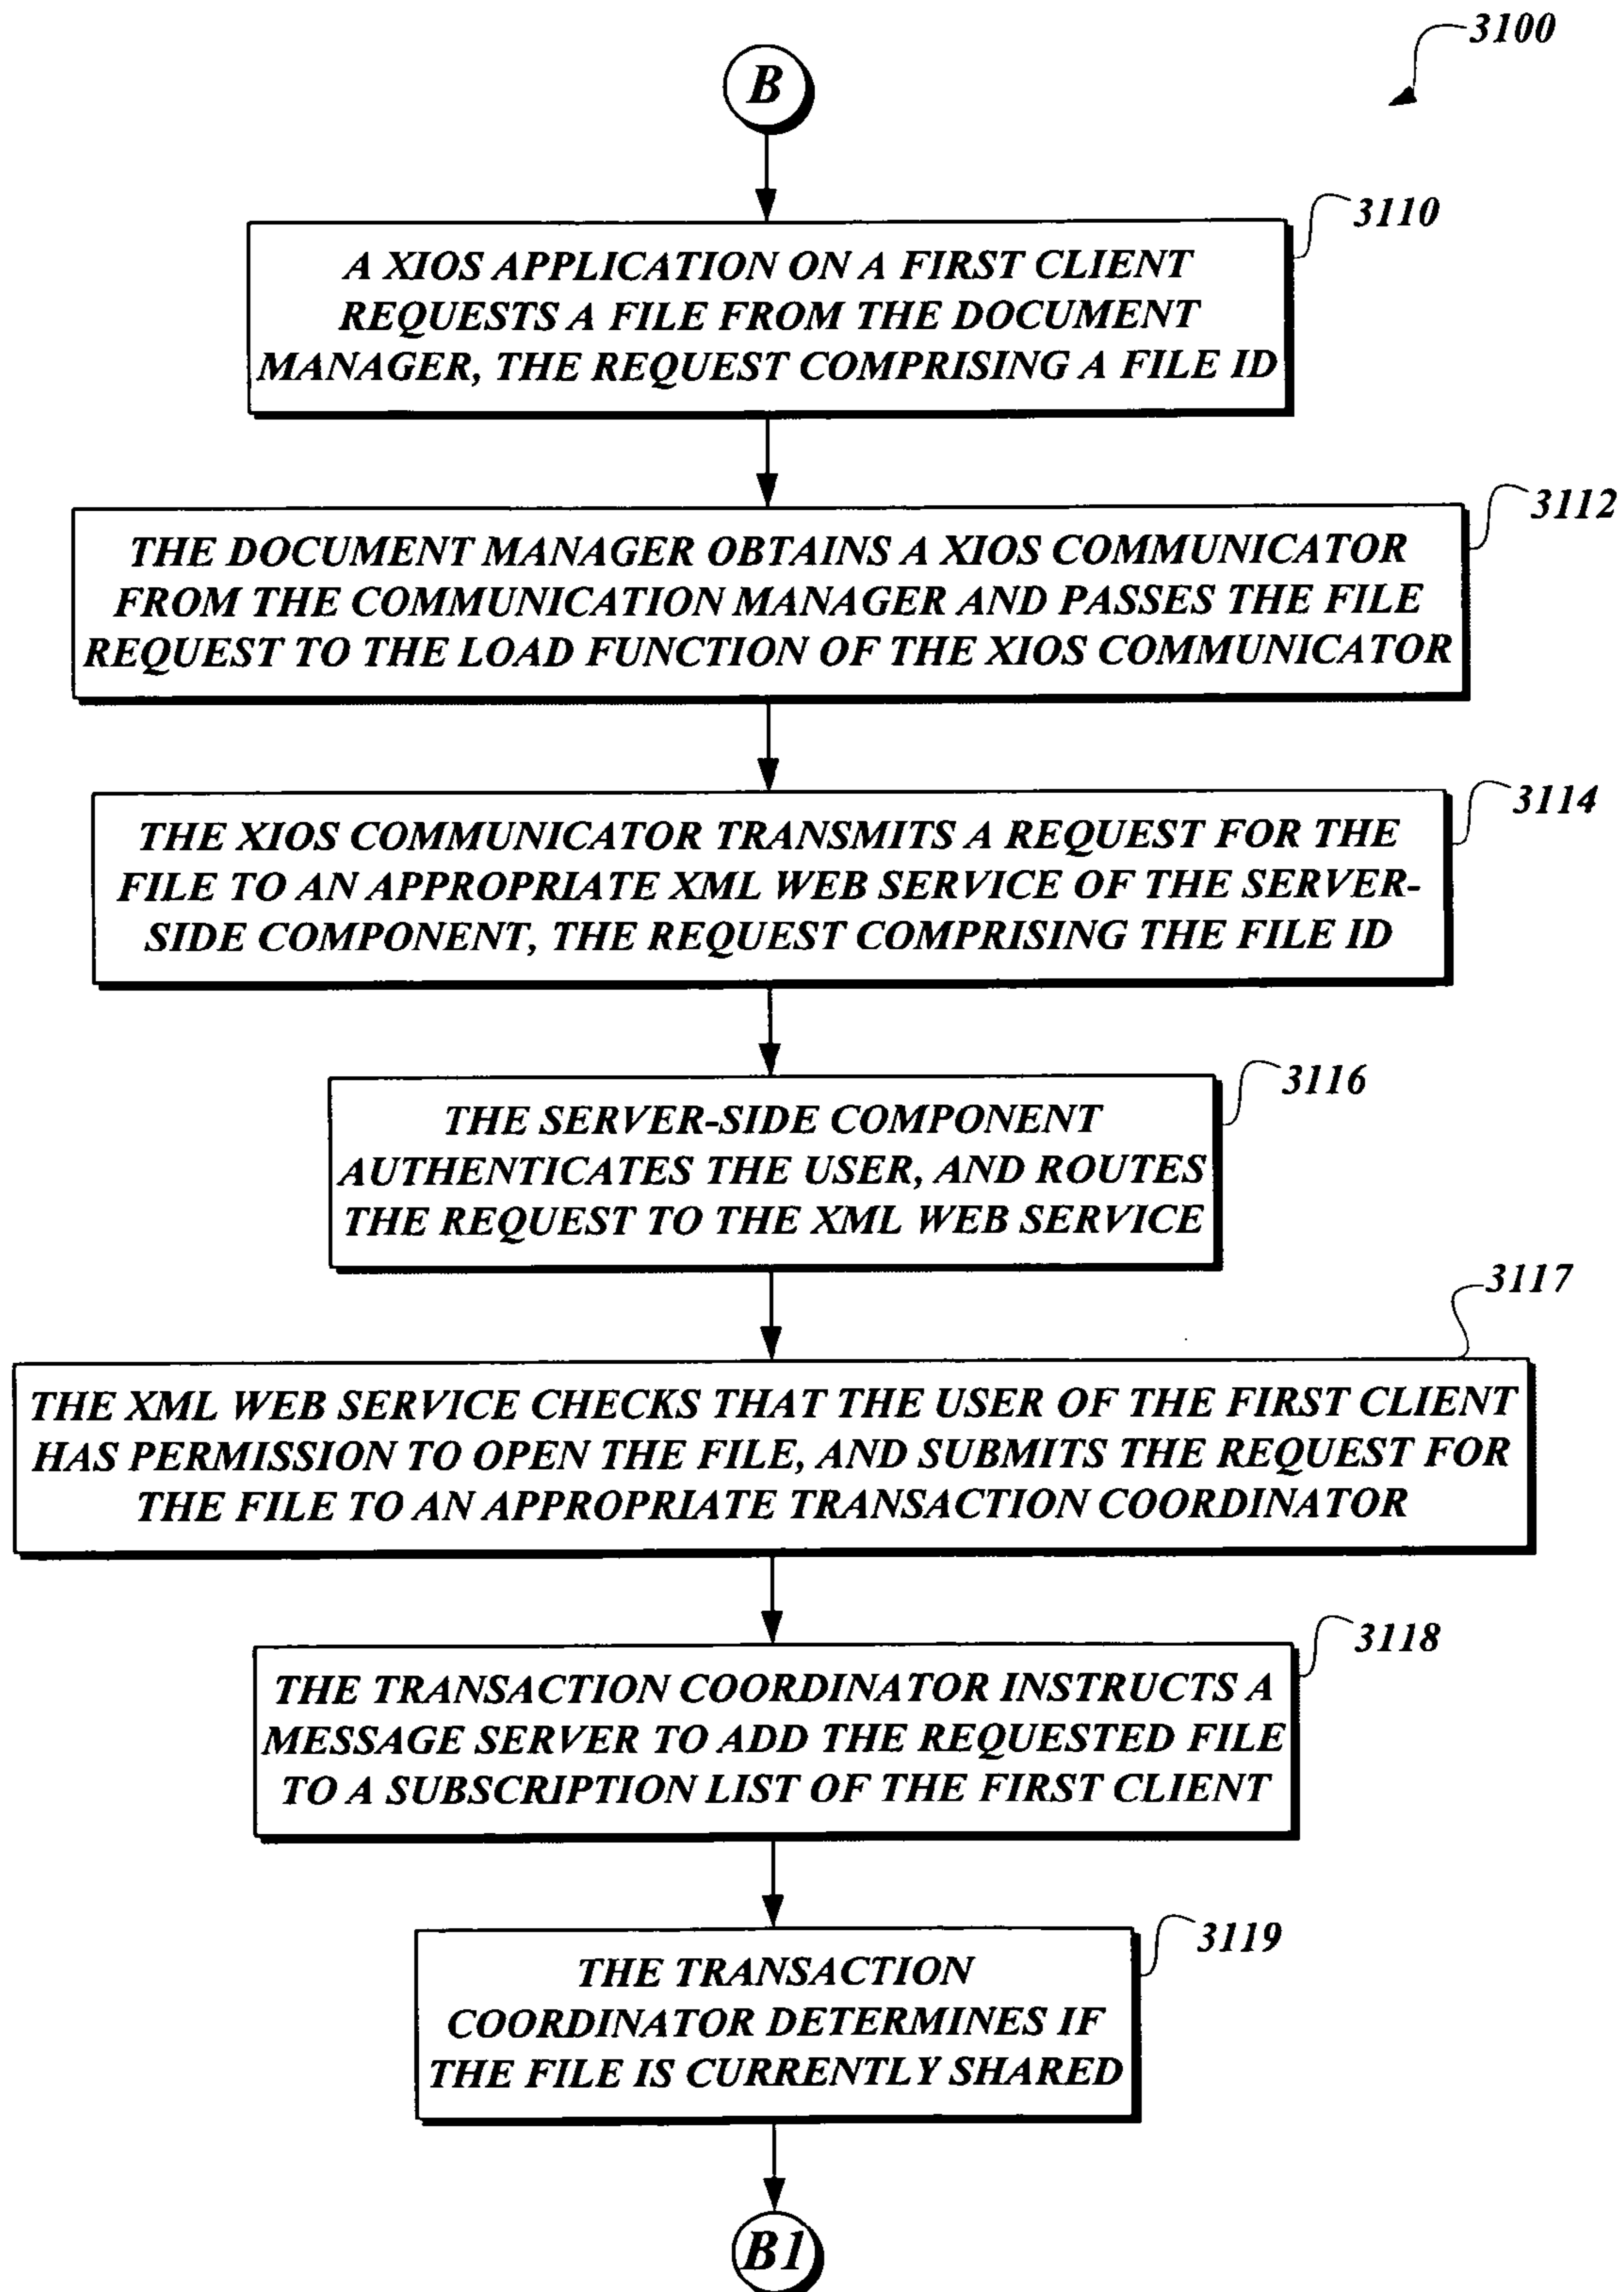 3100
B
3110
A XIOS APPLICATION ON A FIRST CLIENT
REQUESTS A FILE FROM THE DOCUMENT
MANAGER, THE REQUEST COMPRISING A FILE ID
3112
THE DOCUMENT MANAGER OBTAINS A XIOS COMMUNICATOR
FROM THE COMMUNICATION MANAGER AND PASSES THE FILE
REQUEST TO THE LOAD FUNCTION OF THE XIOS COMMUNICATOR
3114
THE XIOS COMMUNICATOR TRANSMITS A REQUEST FOR THE
FILE TO AN APPROPRIATE XML WEB SERVICE OF THE SERVER-
SIDE COMPONENT, THE REQUEST COMPRISING THE FILE ID
3116
THE SERVER-SIDE COMPONENT
AUTHENTICATES THE USER, AND ROUTES
THE REQUEST TO THE XML WEB SERVICE
3117
THE XML WEB SERVICE CHECKS THAT THE USER OF THE FIRST CLIENT
HAS PERMISSION TO OPEN THE FILE, AND SUBMITS THE REQUEST FOR
THE FILE TO AN APPROPRIATE TRANSACTION COORDINATOR
3118
THE TRANSACTION COORDINATOR INSTRUCTS A
MESSAGE SERVER TO ADD THE REQUESTED FILE
TO A SUBSCRIPTION LIST OF THE FIRST CLIENT
3119
THE TRANSACTION
COORDINATOR DETERMINES IF
THE FILE IS CURRENTLY SHARED
B1